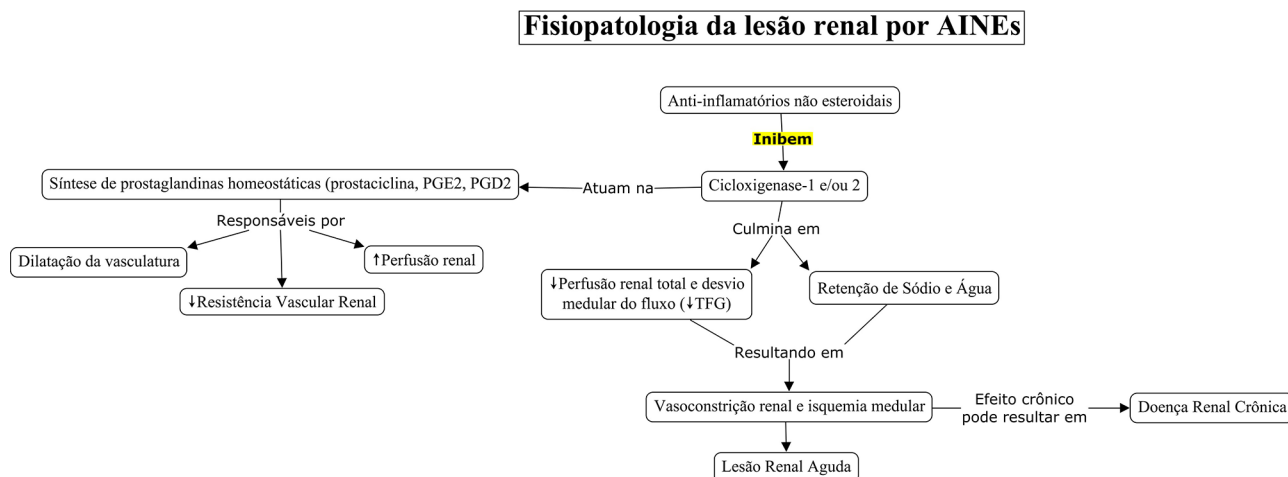 Fisiopatologia da lesão renal por AINEs
Anti-inflamatórios não esteroidais
Inibem
Síntese de prostaglandinas homeostáticas (prostaciclina, PGE2, PGD2
Atuam na
Cicloxigenase-1 e/ou 2
Responsáveis por
Culmina em
Dilatação da vasculatura
↑Perfusão renal
↓Resistência Vascular Renal
↓Perfusão renal total e desvio
medular do fluxo (↓TFG)
Retenção de Sódio e Água
Resultando em
Vasoconstrição renal e isquemia medular
Efeito crônico
pode resultar em
Doença Renal Crônica
Lesão Renal Aguda